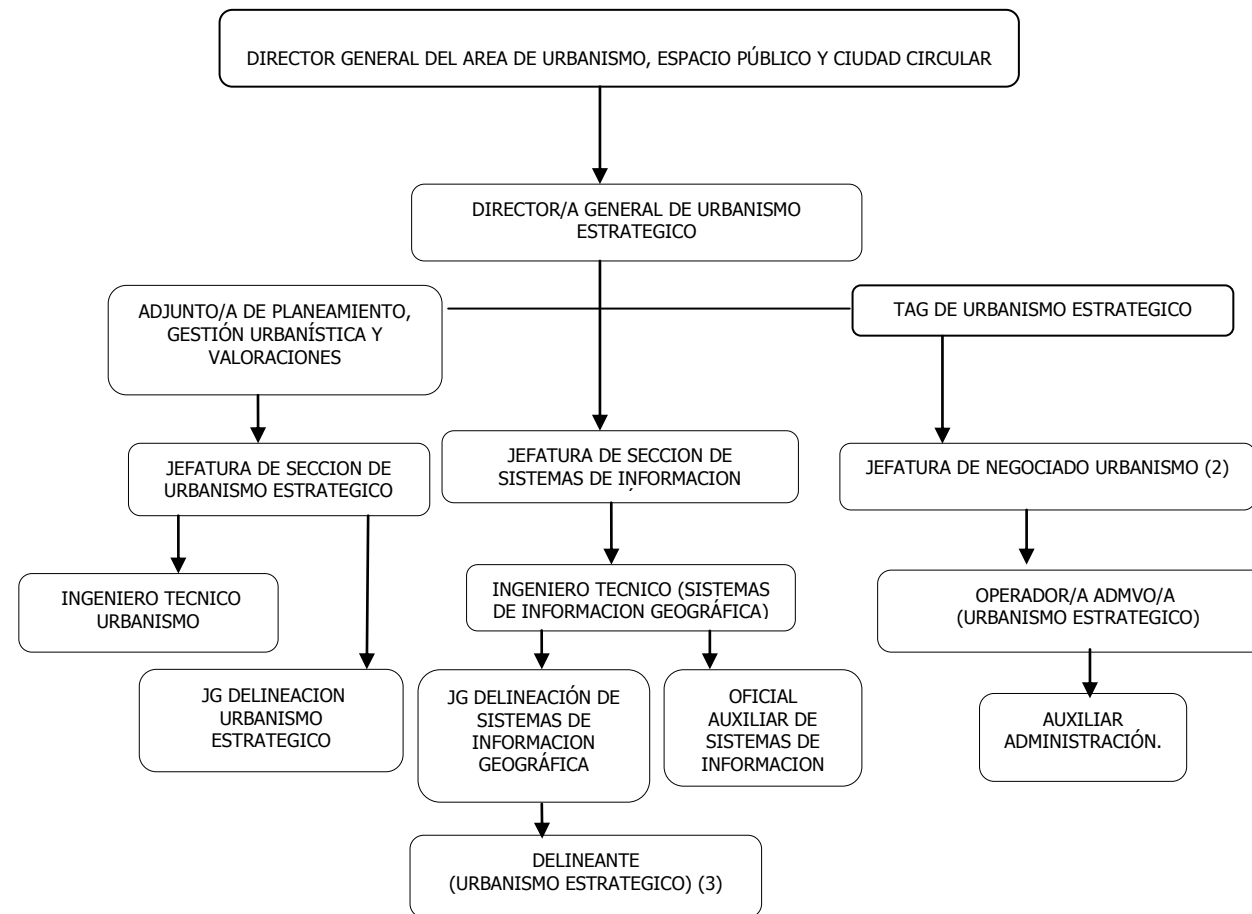 DIRECTOR GENERAL DEL AREA DE URBANISMO, ESPACIO PÚBLICO Y CIUDAD CIRCULAR
DIRECTOR/A GENERAL DE URBANISMO
ESTRATEGICO
ADJUNTO/A DE PLANEAMIENTO,
GESTIÓN URBANÍSTICA Y
VALORACIONES
TAG DE URBANISMO ESTRATEGICO
JEFATURA DE SECCION DE
URBANISMO ESTRATEGICO
JEFATURA DE SECCION DE
SISTEMAS DE INFORMACION
JEFATURA DE NEGOCIADO URBANISMO (2)
INGENIERO TECNICO
URBANISMO
INGENIERO TECNICO (SISTEMAS
DE INFORMACION GEOGRÁFICA)
OPERADOR/A ADMVO/A
(URBANISMO ESTRATEGICO)
JG DELINEACION
URBANISMO
ESTRATEGICO
JG DELINEACIÓN DE
SISTEMAS DE
INFORMACION
GEOGRÁFICA
OFICIAL
AUXILIAR DE
SISTEMAS DE
INFORMACION
AUXILIAR
ADMINISTRACIÓN.
DELINEANTE
(URBANISMO ESTRATEGICO) (3)